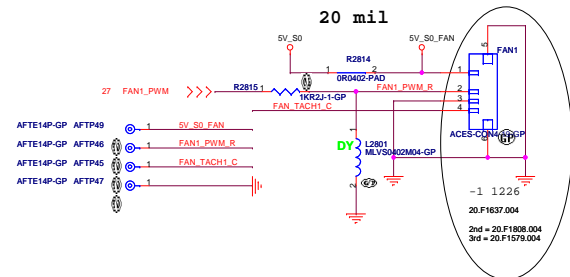 20 mil
5V_S0
5V_S0_FAN
FAN1
R2814
1 2
0R0402-PAD
5
1
27 FAN1_PWM
R2815
1 2
1KR2J-1-GP
FAN1_PWM_R
2
3
FAN_TACH1_C
4
6
AFTE14P-GP AFTP49 1 5V_S0_FAN
AFTE14P-GP AFTP46 1 FAN1_PWM_R
AFTE14P-GP AFTP45 1 FAN_TACH1_C
AFTE14P-GP AFTP47 1
1
DY
L2801
MLVS0402M04-GP
2
-1 1226
20.F1637.004
2nd = 20.F1808.004
3rd = 20.F1579.004